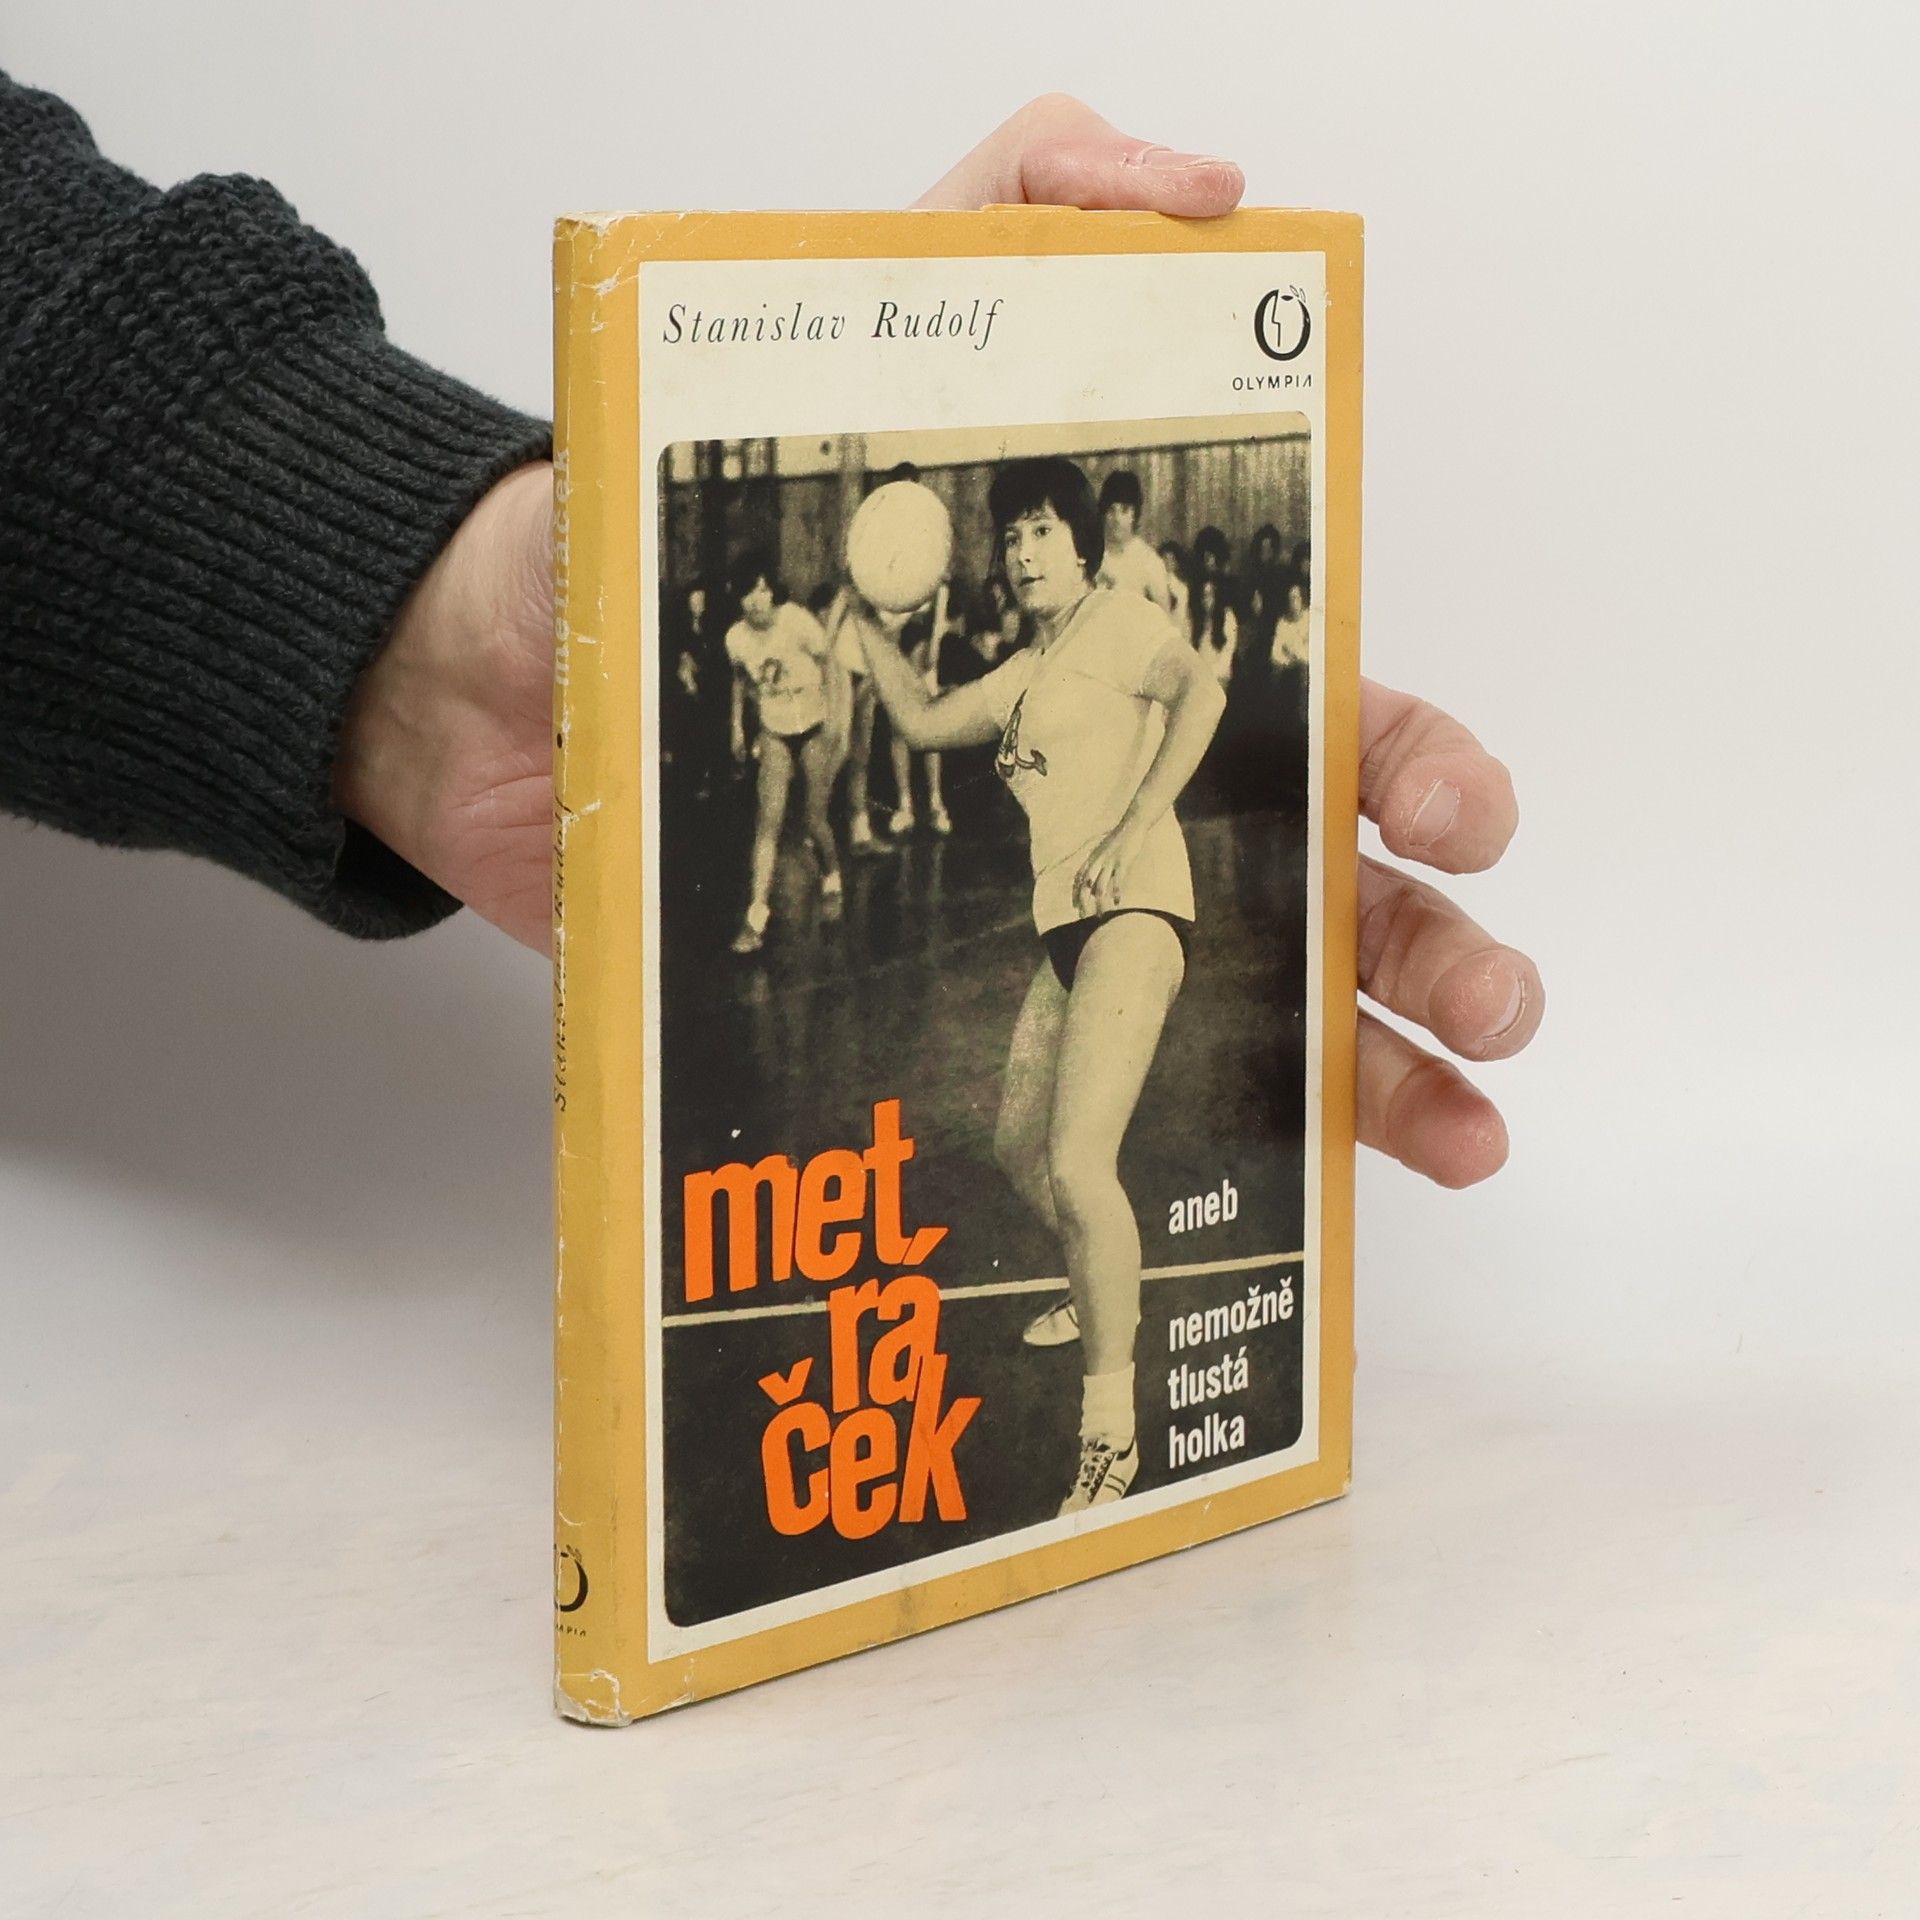 Stanislav Rudolf
OLYMPIA
met
rá
ček
aneb
nemožně
tlustá
holka
Stanislav Rudolf • metráček